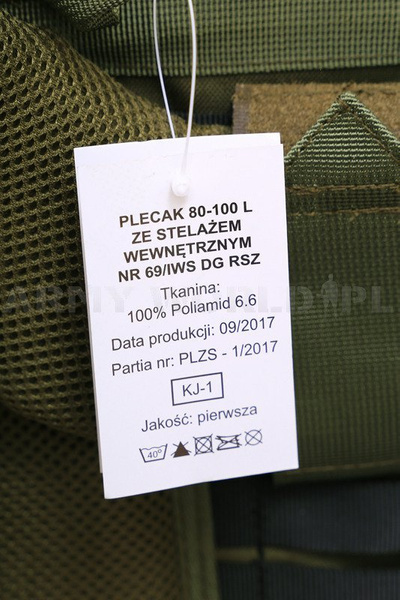 PLECAK 80-100 L
ZE STELAŻEM
WEWNĘTRZNYM
NR 69/IWS DG RSZ
Tkanina:
100% Poliamid 6.6
Data produkcji: 09/2017
Partia nr: PLZS - 1/2017
KJ-1
Jakość: pierwsza
40°